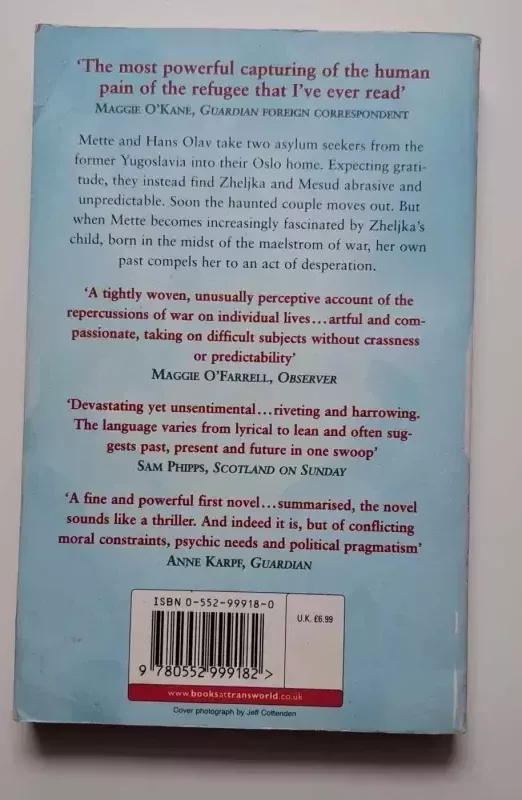 ‘The most powerful capturing of the human
pain of the refugee that I’ve ever read’
MAGGIE O’KANE, GUARDIAN FOREIGN CORRESPONDENT
Mette and Hans Olav take two asylum seekers from the
former Yugoslavia into their Oslo home. Expecting grati-
tude, they instead find Zheljka and Mesud abrasive and
unpredictable. Soon the haunted couple moves out. But
when Mette becomes increasingly fascinated by Zheljka’s
child, born in the midst of the maelstrom of war, her own
past compels her to an act of desperation.
‘A tightly woven, unusually perceptive account of the
repercussions of war on individual lives…artful and com-
passionate, taking on difficult subjects without crassness
or predictability’
MAGGIE O’FARRELL, OBSERVER
‘Devastating yet unsentimental…riveting and harrowing.
The language varies from lyrical to lean and often sug-
gests past, present and future in one swoop’
SAM PHIPPS, SCOTLAND ON SUNDAY
‘A fine and powerful first novel…summarised, the novel
sounds like a thriller. And indeed it is, but of conflicting
moral constraints, psychic needs and political pragmatism’
ANNE KARPF, GUARDIAN
ISBN 0-552-99918-0
U.K. £6.99
9 780552 999182 >
www.booksattransworld.co.uk
Cover photograph by Jeff Cottenden